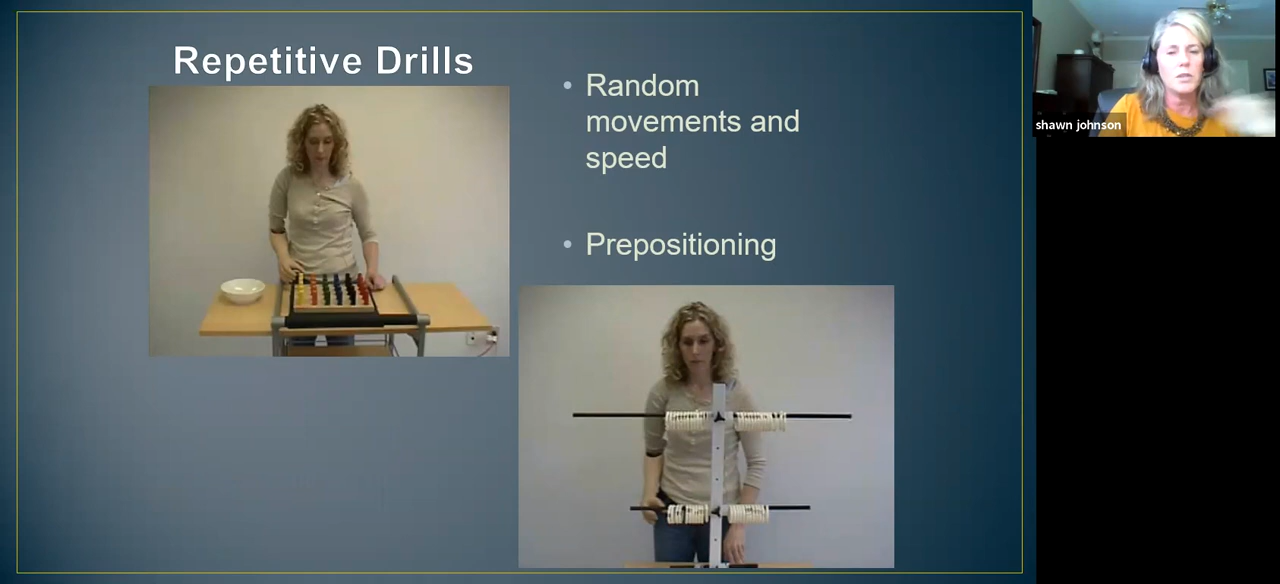 Repetitive Drills
• Random
movements and
speed
• Prepositioning
shawn johnson